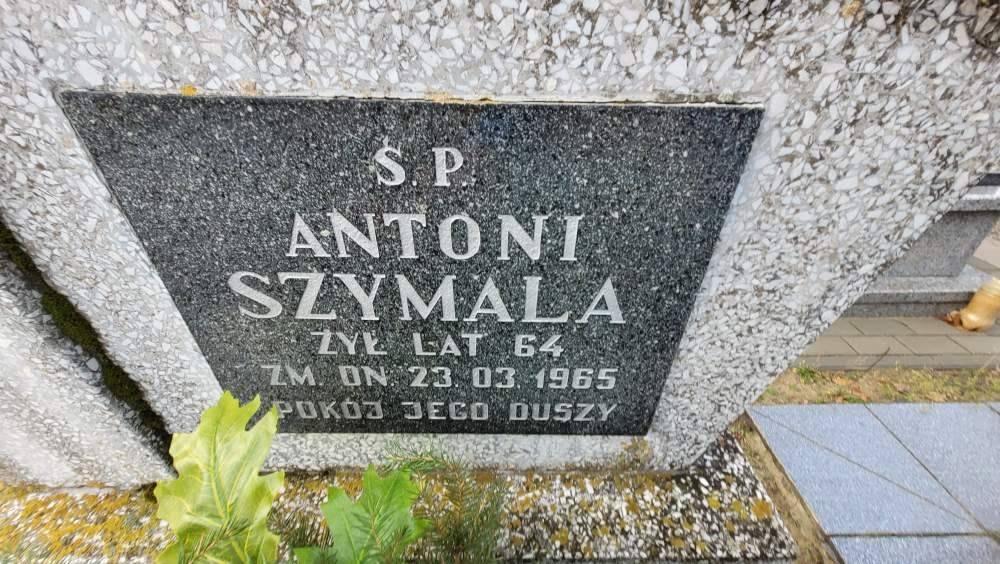 Ś.P.
ANTONI
SZYMALA
ŻYŁ LAT 64
ZM. DN. 23.03.1965
POKÓJ JEGO DUSZY